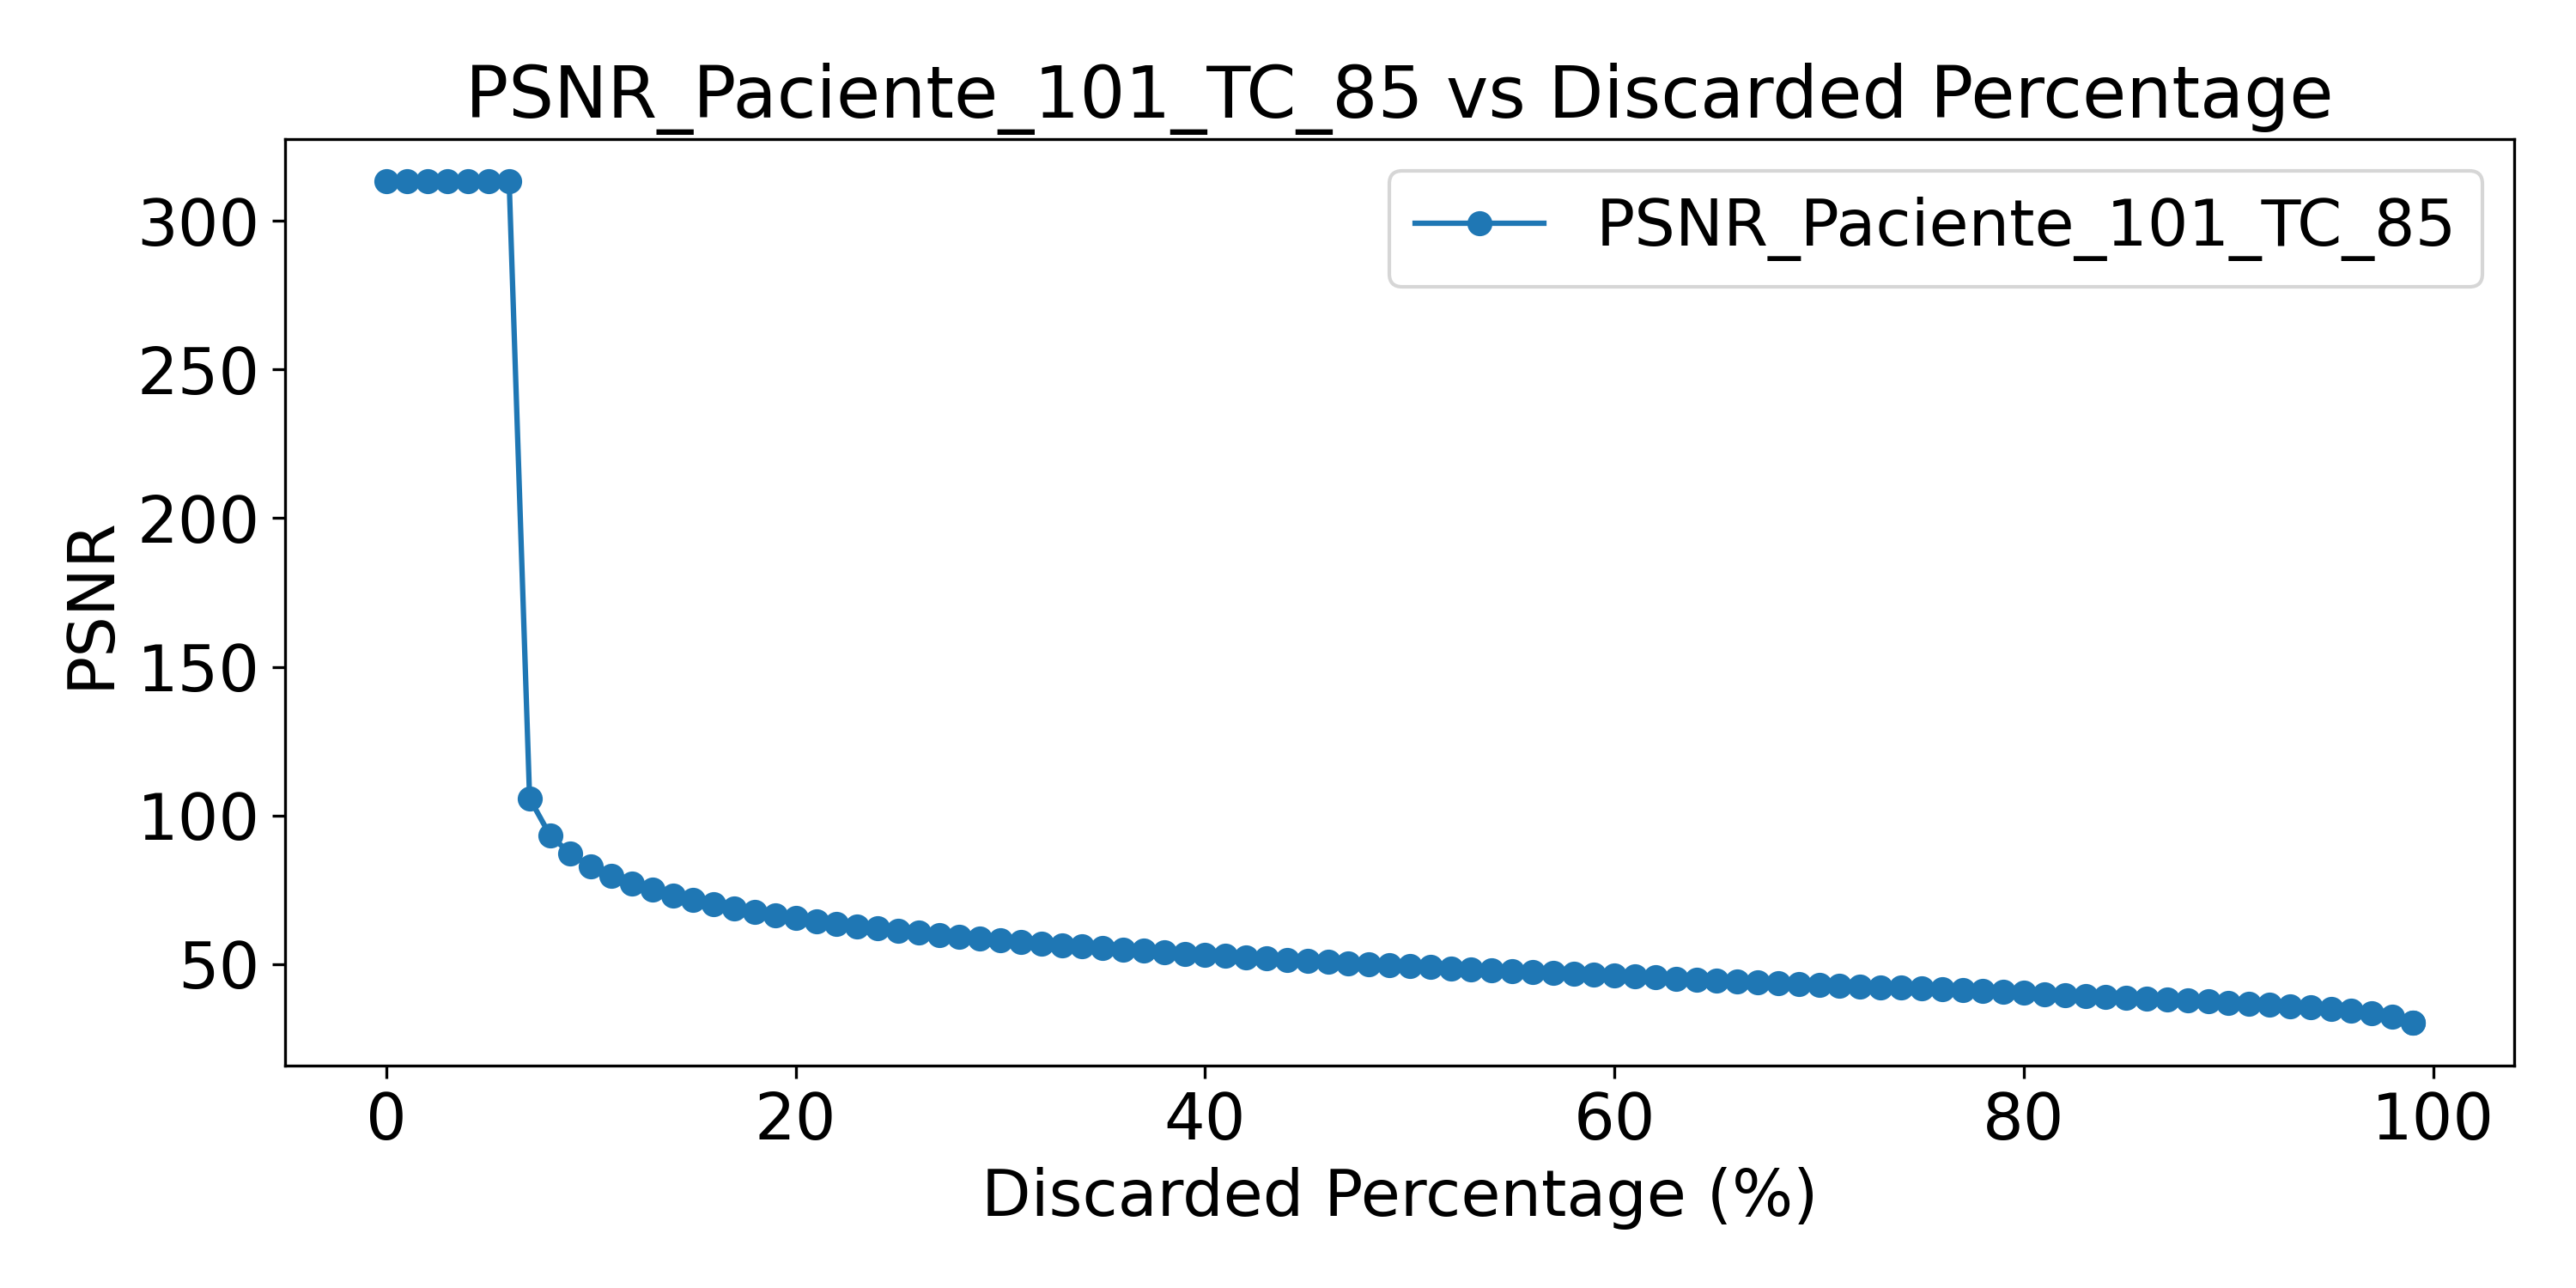 PSNR_Paciente_101_TC_85 vs Discarded Percentage
PSNR_Paciente_101_TC_85
300
250
200
150
100
50
PSNR
0 20 40 60 80 100
Discarded Percentage (%)